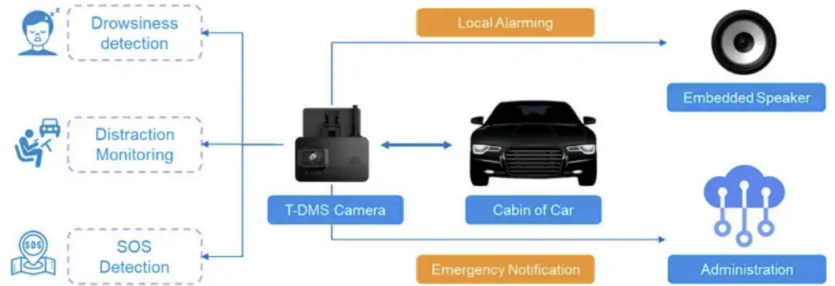 Drowsiness
detection
Local Alarming
Embedded Speaker
Distraction
Monitoring
T-DMS Camera
Cabin of Car
SOS
SOS
Detection
Emergency Notification
Administration